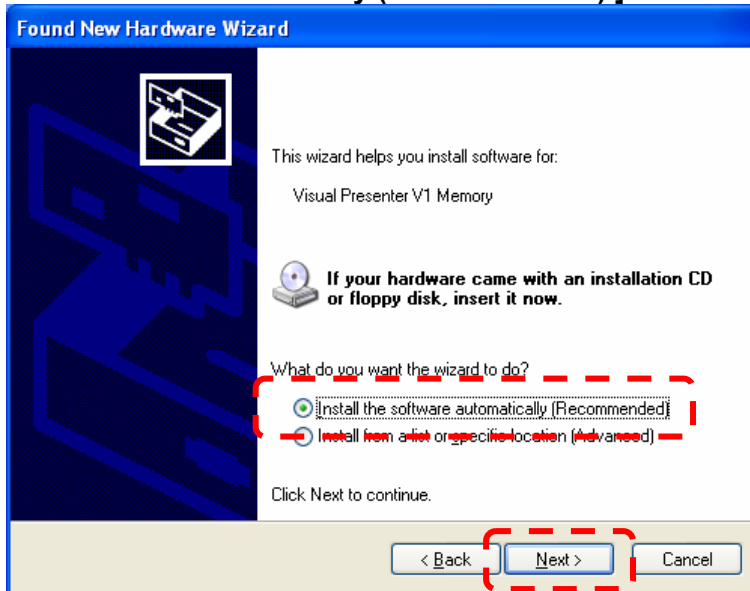 Found New Hardware Wizard
This wizard helps you install software for:
Visual Presenter V1 Memory
If your hardware came with an installation CD
or floppy disk, insert it now.
What do you want the wizard to do?
Install the software automatically (Recommended)
Install from a list or specific location (Advanced)
Click Next to continue.
< Back
Next >
Cancel